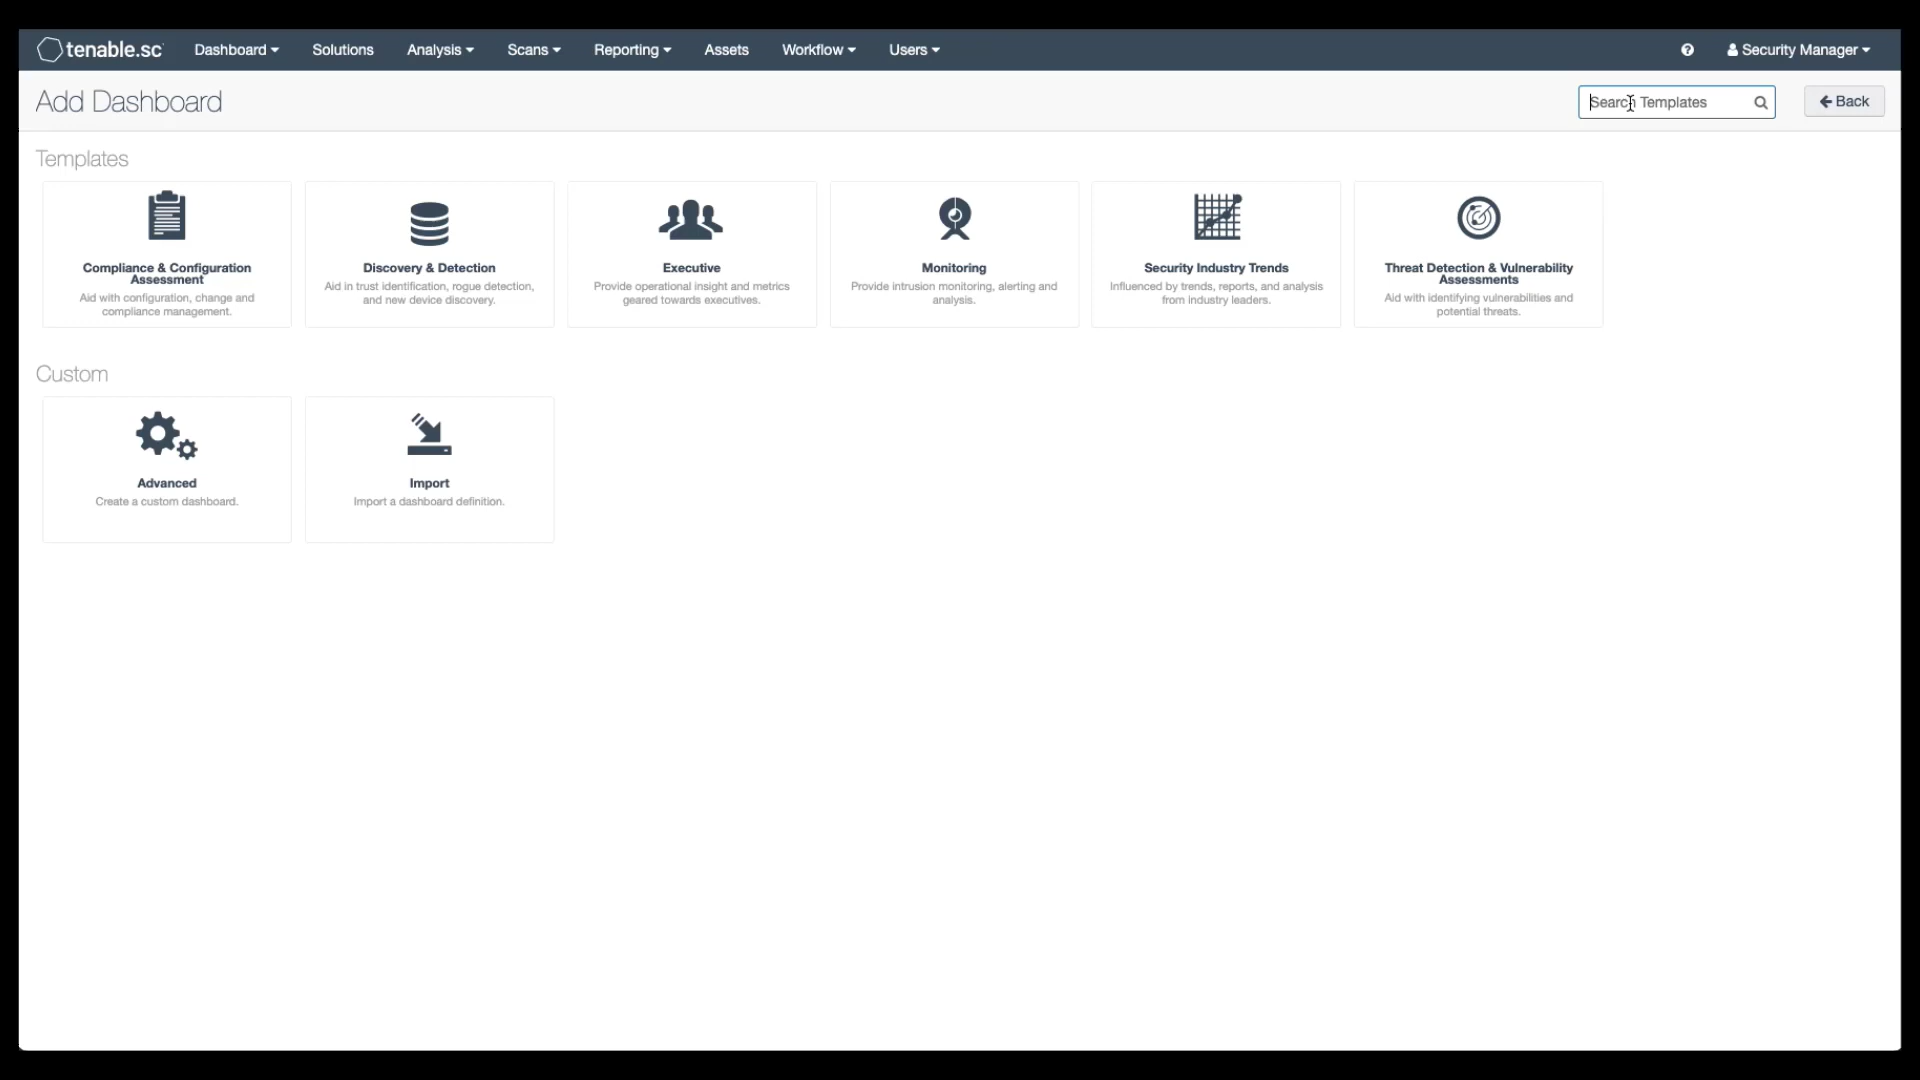 tenable.sc Dashboard Solutions Analysis Scans Reporting Assets Workflow Users Security Manager
Add Dashboard
Search Templates
Back
Templates
Compliance & Configuration
Assessment
Aid with configuration, change and
compliance management.
Discovery & Detection
Aid in trust identification, rogue detection,
and new device discovery.
Executive
Provide operational insight and metrics
geared towards executives.
Monitoring
Provide intrusion monitoring, alerting and
analysis.
Security Industry Trends
Influenced by trends, reports, and analysis
from industry leaders.
Threat Detection & Vulnerability
Assessments
Aid with identifying vulnerabilities and
potential threats.
Custom
Advanced
Create a custom dashboard.
Import
Import a dashboard definition.